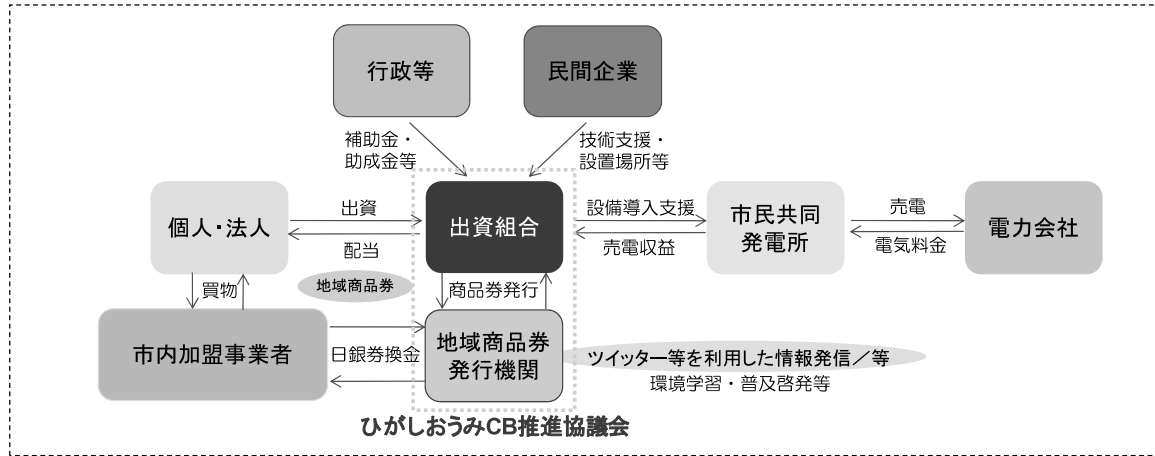 行政等
民間企業
補助金・
助成金等
技術支援・
設置場所等
個人・法人
出資
配当
出資組合
設備導入支援
売電収益
市民共同
発電所
売電
電気料金
電力会社
買物
地域商品券
商品券発行
市内加盟事業者
日銀券換金
地域商品券
発行機関
ツイッター等を利用した情報発信／等
環境学習・普及啓発等
ひがしおうみCB推進協議会